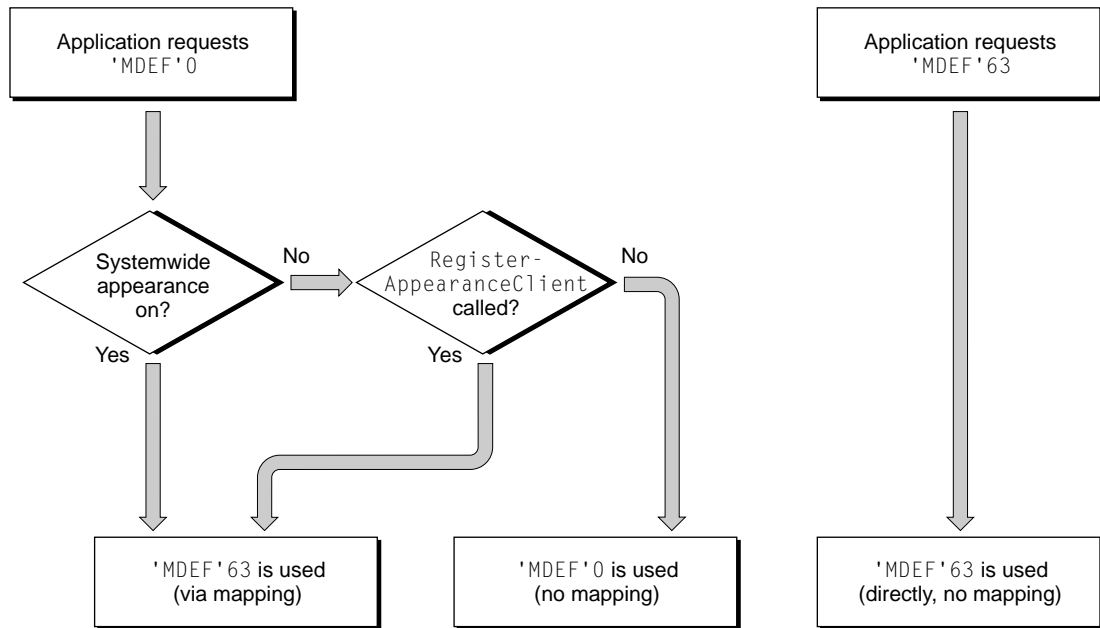 Application requests
'MDEF'0
Application requests
'MDEF'63
Systemwide
appearance
on?
No
Register-
AppearanceClient
called?
No
Yes
Yes
'MDEF'63 is used
(via mapping)
'MDEF'0 is used
(no mapping)
'MDEF'63 is used
(directly, no mapping)